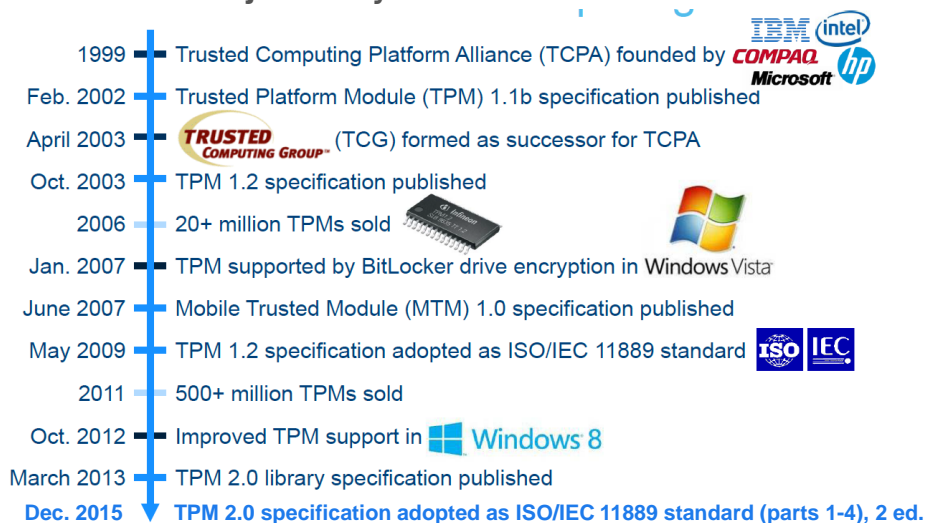 IBM intel
1999 Trusted Computing Platform Alliance (TCPA) founded by COMPAQ hp
Microsoft
Feb. 2002 Trusted Platform Module (TPM) 1.1b specification published
April 2003 TRUSTED COMPUTING GROUP™ (TCG) formed as successor for TCPA
Oct. 2003 TPM 1.2 specification published
2006 20+ million TPMs sold Infineon
Jan. 2007 TPM supported by BitLocker drive encryption in Windows Vista
June 2007 Mobile Trusted Module (MTM) 1.0 specification published
May 2009 TPM 1.2 specification adopted as ISO/IEC 11889 standard ISO IEC
2011 500+ million TPMs sold
Oct. 2012 Improved TPM support in Windows 8
March 2013 TPM 2.0 library specification published
Dec. 2015 TPM 2.0 specification adopted as ISO/IEC 11889 standard (parts 1-4), 2 ed.